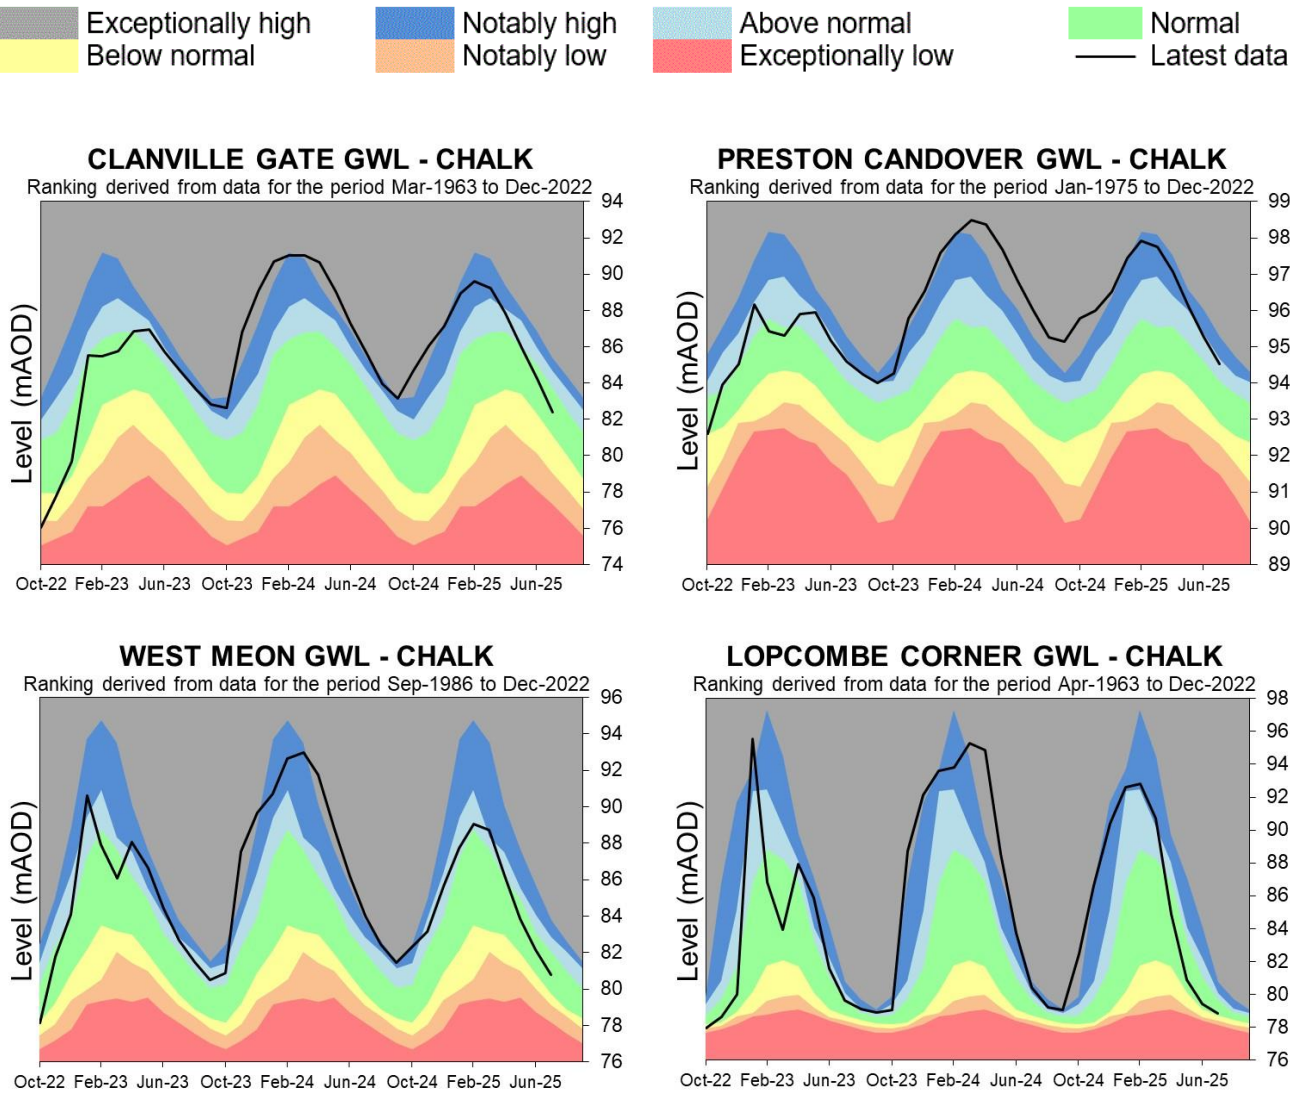 Exceptionally high Notably high Above normal Normal
Below normal Notably low Exceptionally low Latest data
CLANVILLE GATE GWL - CHALK
Ranking derived from data for the period Mar-1963 to Dec-2022
Level (mAOD)
94
92
90
88
86
84
82
80
78
76
74
Oct-22 Feb-23 Jun-23 Oct-23 Feb-24 Jun-24 Oct-24 Feb-25 Jun-25
PRESTON CANDOVER GWL - CHALK
Ranking derived from data for the period Jan-1975 to Dec-2022
Level (mAOD)
99
98
97
96
95
94
93
92
91
90
89
Oct-22 Feb-23 Jun-23 Oct-23 Feb-24 Jun-24 Oct-24 Feb-25 Jun-25
WEST MEON GWL - CHALK
Ranking derived from data for the period Sep-1986 to Dec-2022
Level (mAOD)
96
94
92
90
88
86
84
82
80
78
76
Oct-22 Feb-23 Jun-23 Oct-23 Feb-24 Jun-24 Oct-24 Feb-25 Jun-25
LOPCOMBE CORNER GWL - CHALK
Ranking derived from data for the period Apr-1963 to Dec-2022
Level (mAOD)
98
96
94
92
90
88
86
84
82
80
78
76
Oct-22 Feb-23 Jun-23 Oct-23 Feb-24 Jun-24 Oct-24 Feb-25 Jun-25